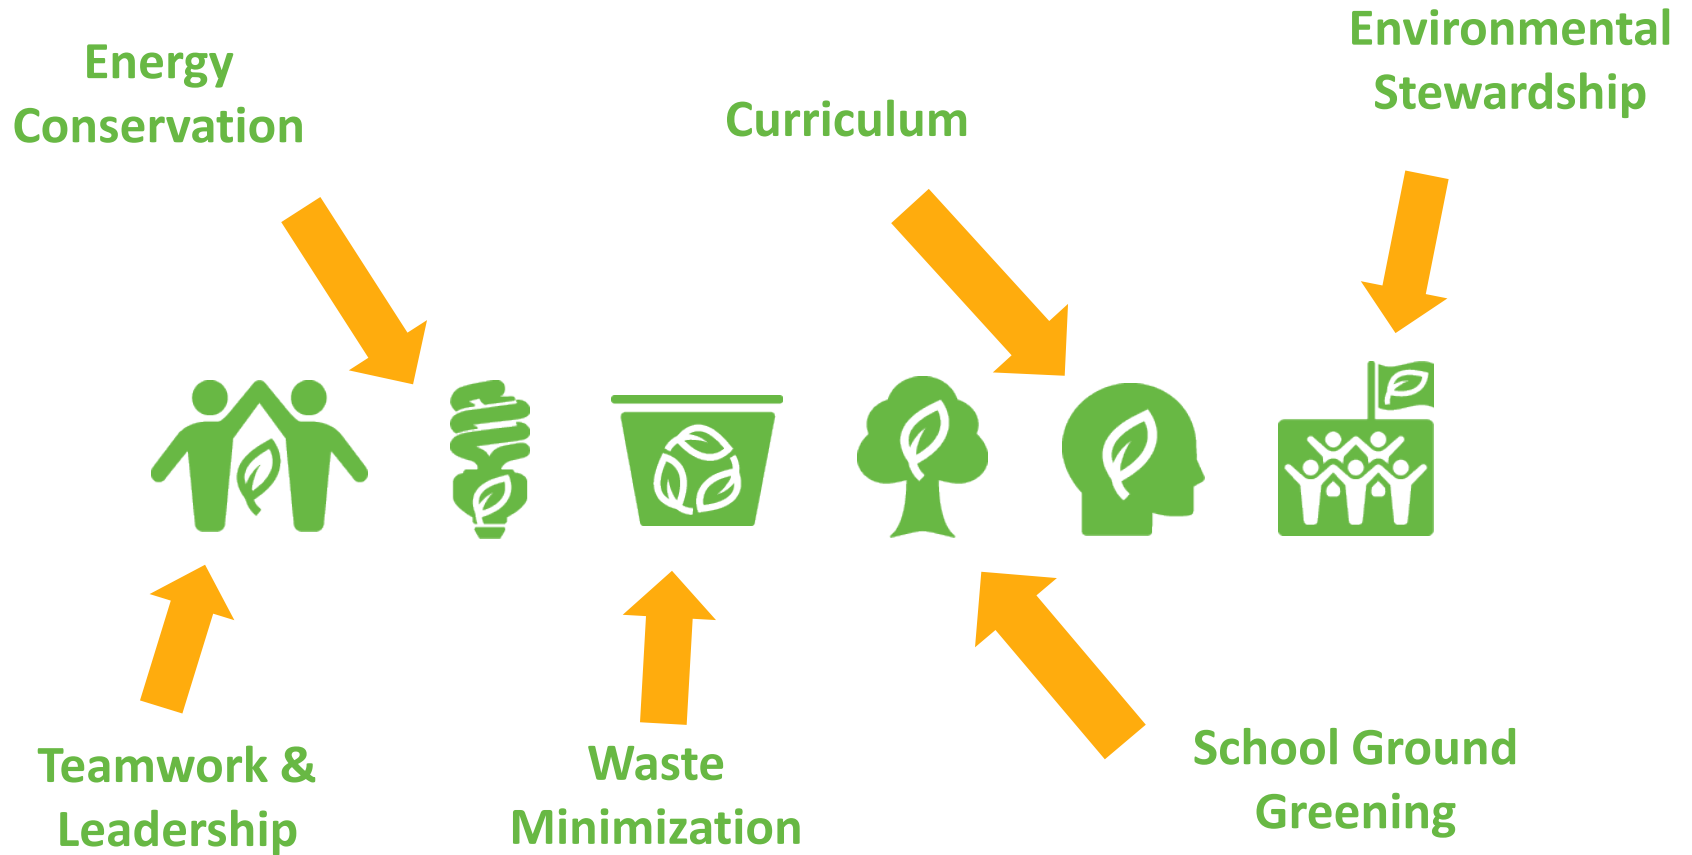 Energy
Conservation
Curriculum
Environmental
Stewardship
Teamwork &
Leadership
Waste
Minimization
School Ground
Greening